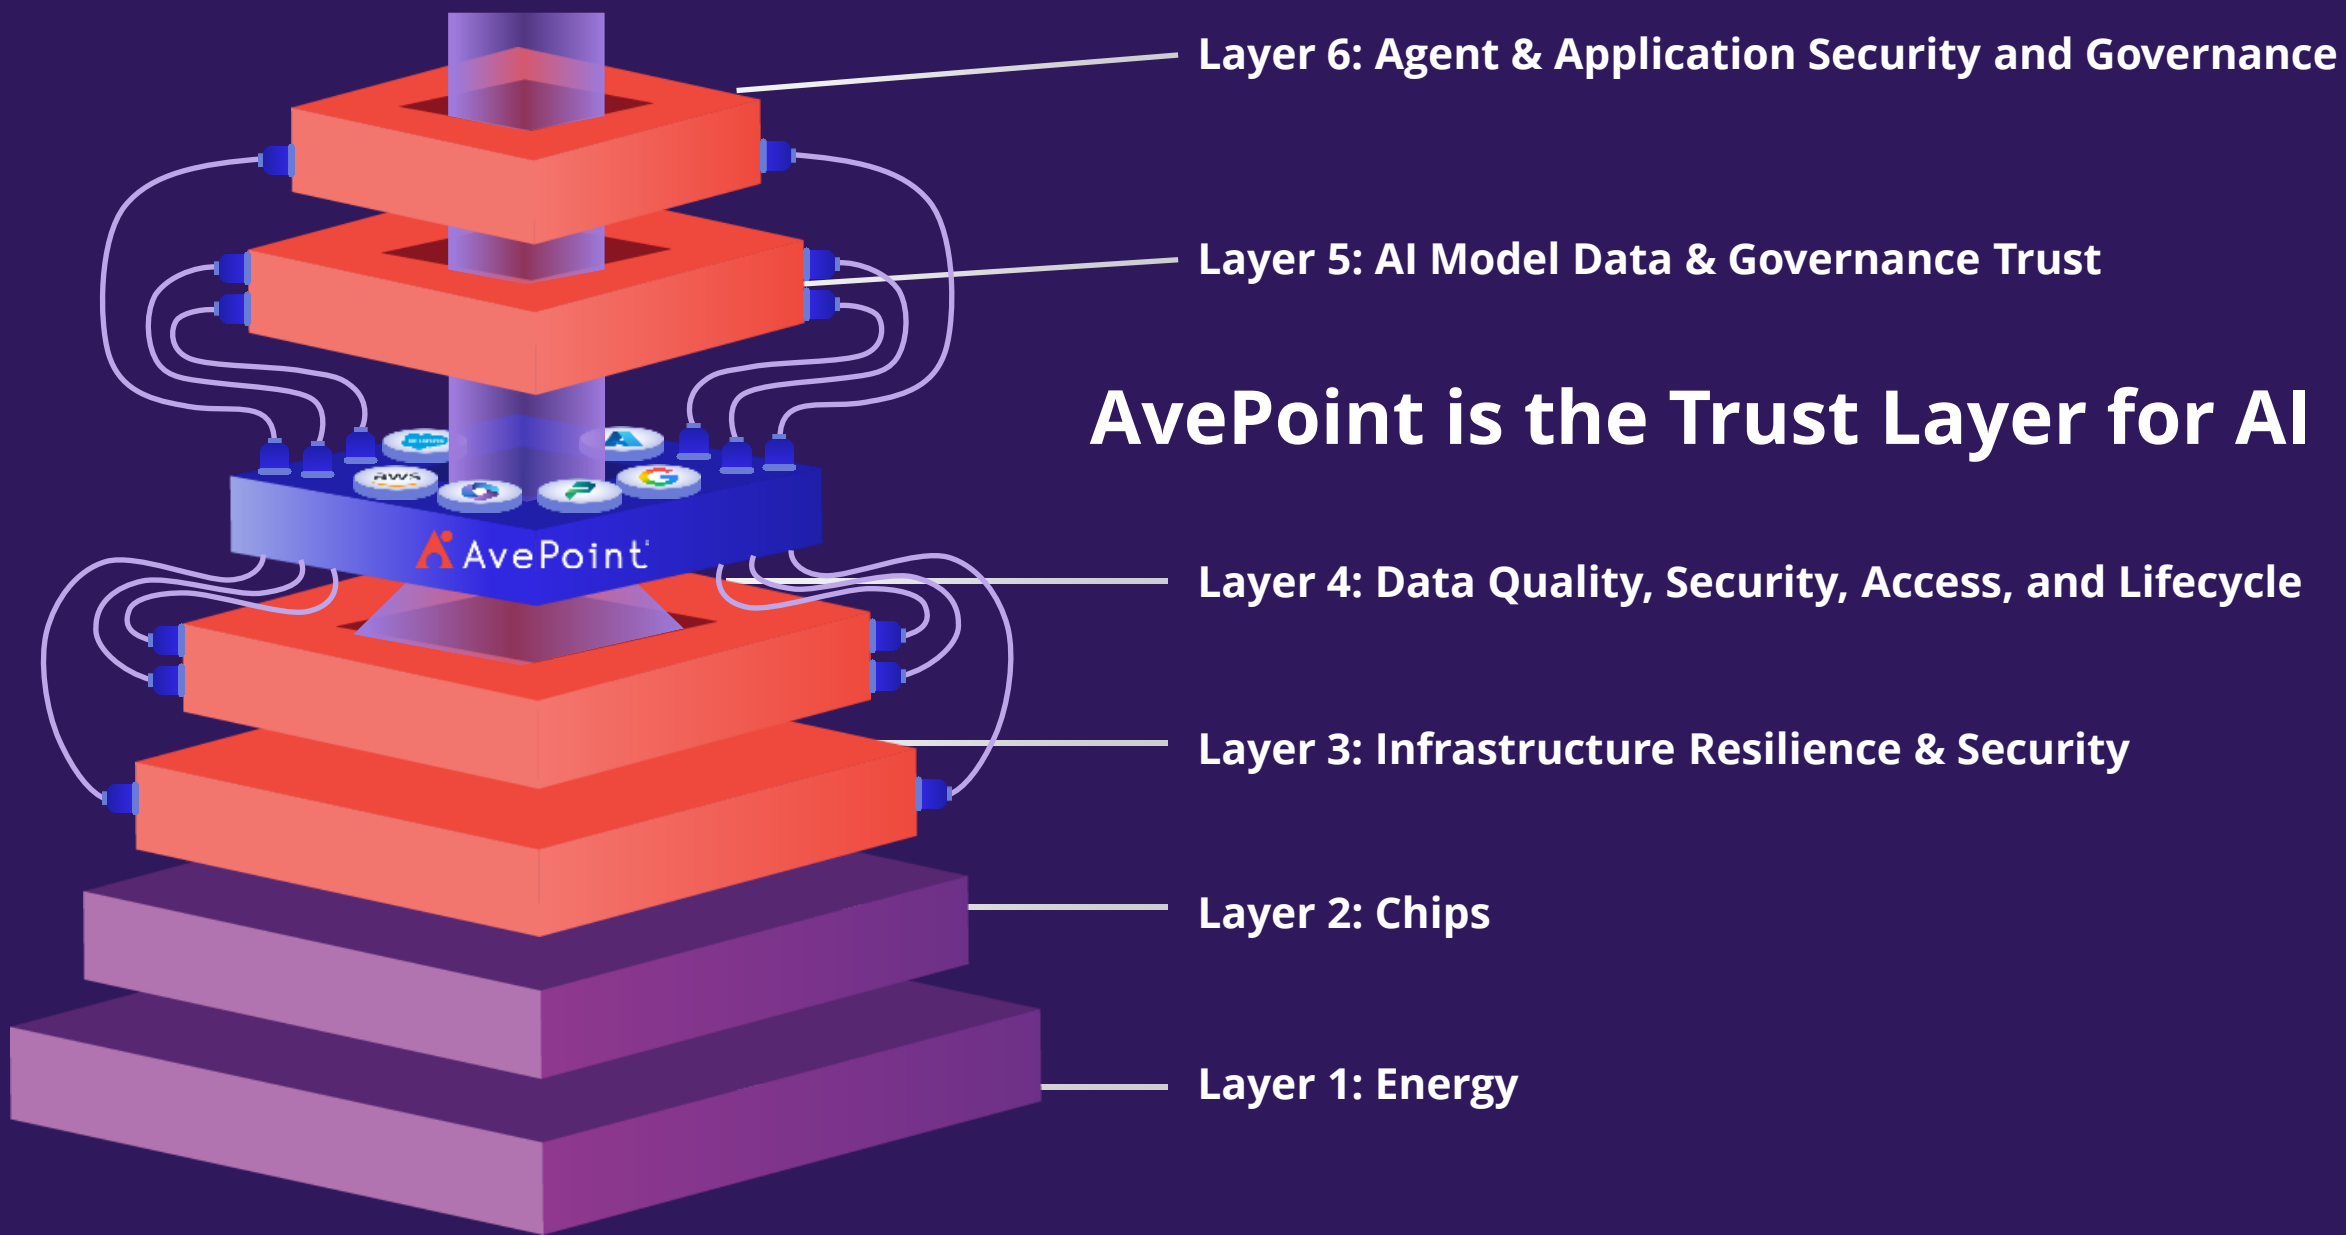 Layer 6: Agent & Application Security and Governance
Layer 5: AI Model Data & Governance Trust
AvePoint is the Trust Layer for AI
aws
AvePoint
Layer 4: Data Quality, Security, Access, and Lifecycle
Layer 3: Infrastructure Resilience & Security
Layer 2: Chips
Layer 1: Energy